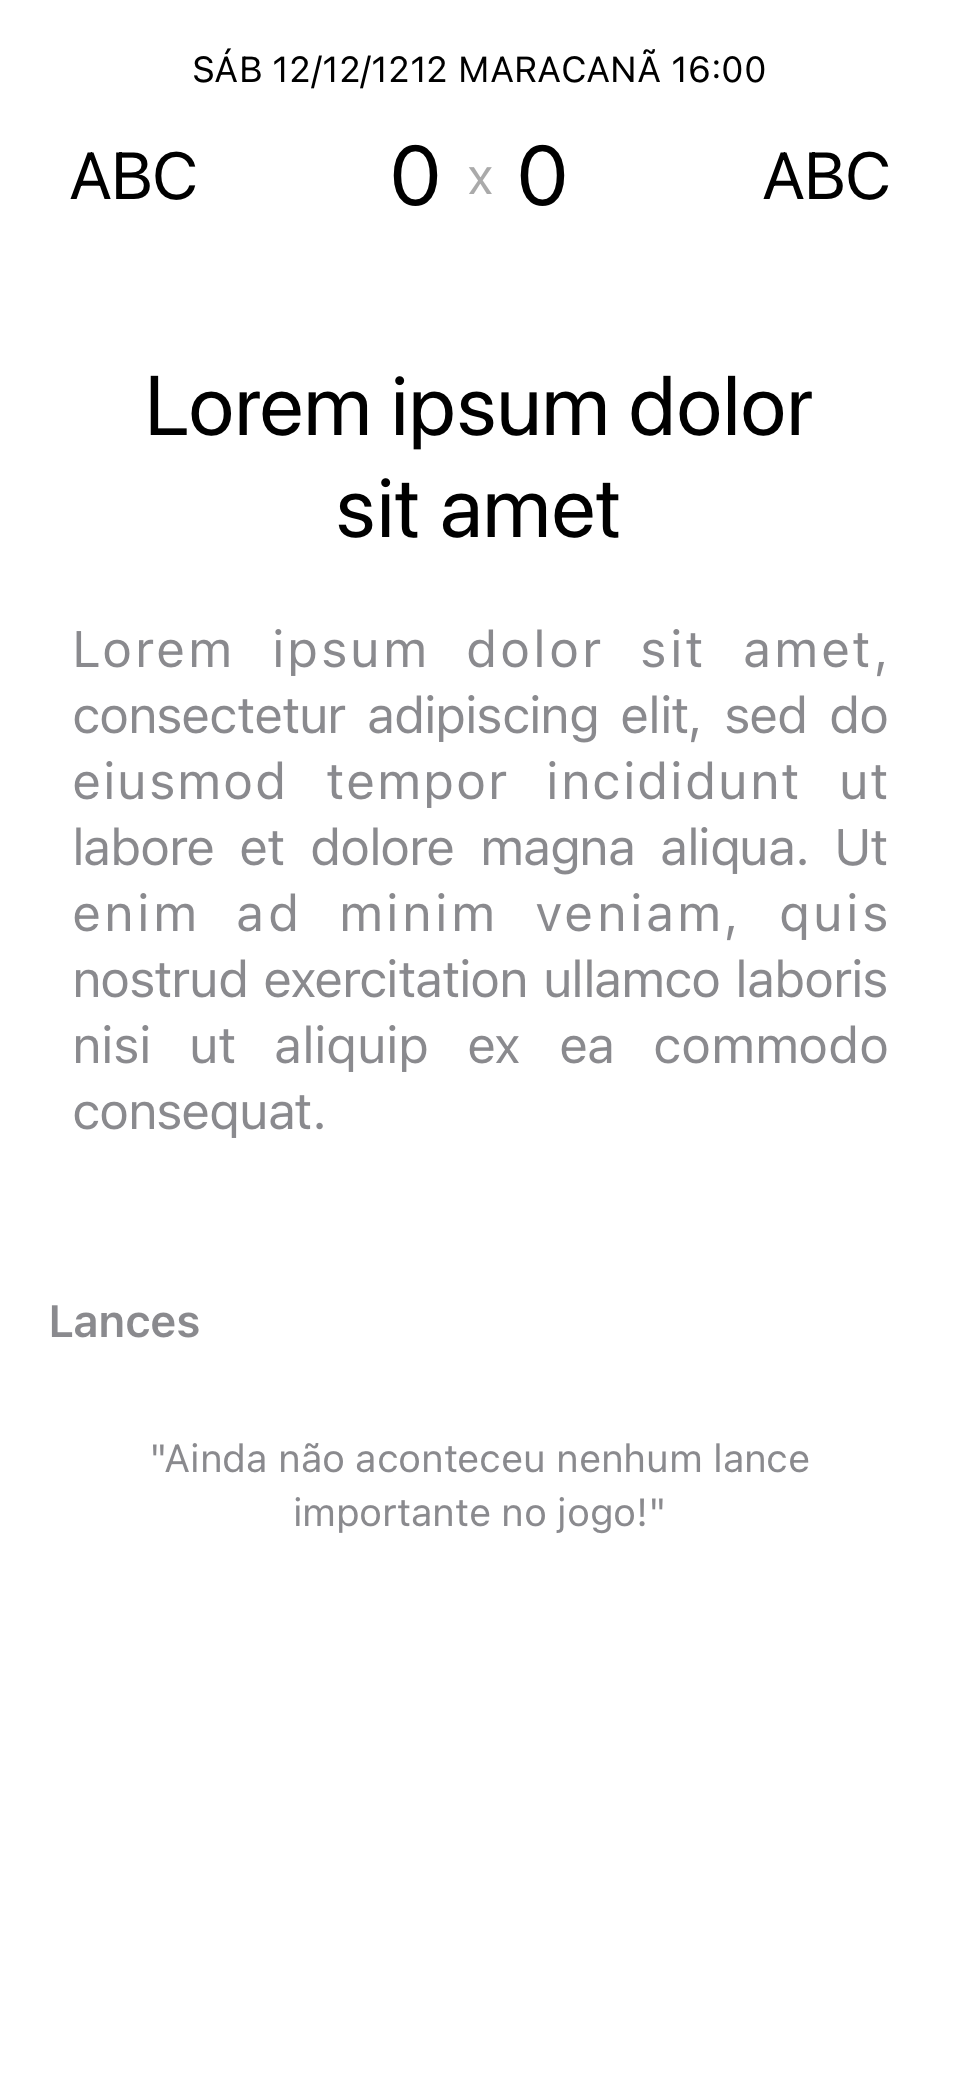 SÁB 12/12/1212 MARACANÃ 16:00
ABC 0 x 0 ABC
Lorem ipsum dolor
sit amet
Lorem ipsum dolor sit amet,
consectetur adipiscing elit, sed do
eiusmod tempor incididunt ut
labore et dolore magna aliqua. Ut
enim ad minim veniam, quis
nostrud exercitation ullamco laboris
nisi ut aliquip ex ea commodo
consequat.
Lances
"Ainda não aconteceu nenhum lance
importante no jogo!"